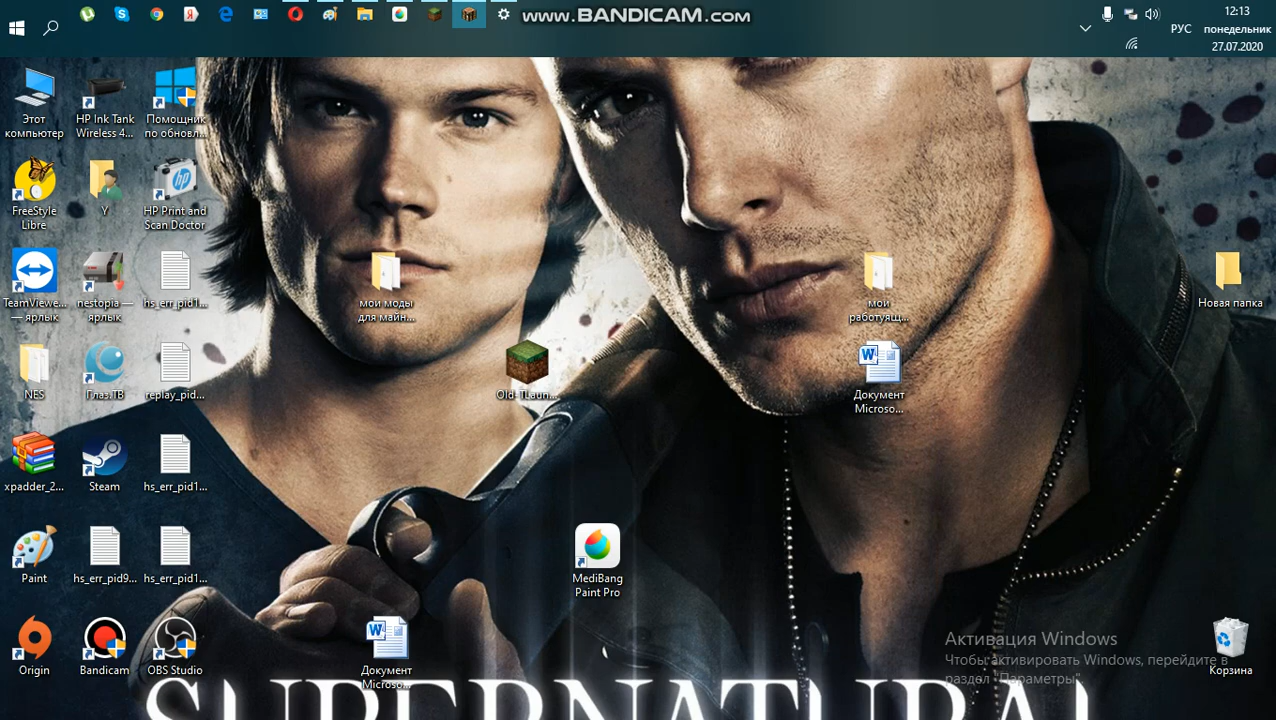 www.BANDICAM.com
12:13
РУС
понедельник
27.07.2020
Этот
компьютер
HP Ink Tank
Wireless 4...
Помощник
по обновл...
FreeStyle
Libre
Y
HP Print and
Scan Doctor
TeamViewe...
— ярлык
nestopia —
ярлык
hs_err_pid1...
мои моды
для майн...
мои
работуящ...
Новая папка
NES
Глаз.ТВ
replay_pid...
Old-TLaun...
Документ
Microso...
xpadder_2...
Steam
hs_err_pid1...
Paint
hs_err_pid9...
hs_err_pid1...
MediBang
Paint Pro
Origin
Bandicam
OBS Studio
Документ
Microso...
Активация Windows
Чтобы активировать Windows, перейдите в
раздел "Параметры".
Корзина
SUPERNATURAL